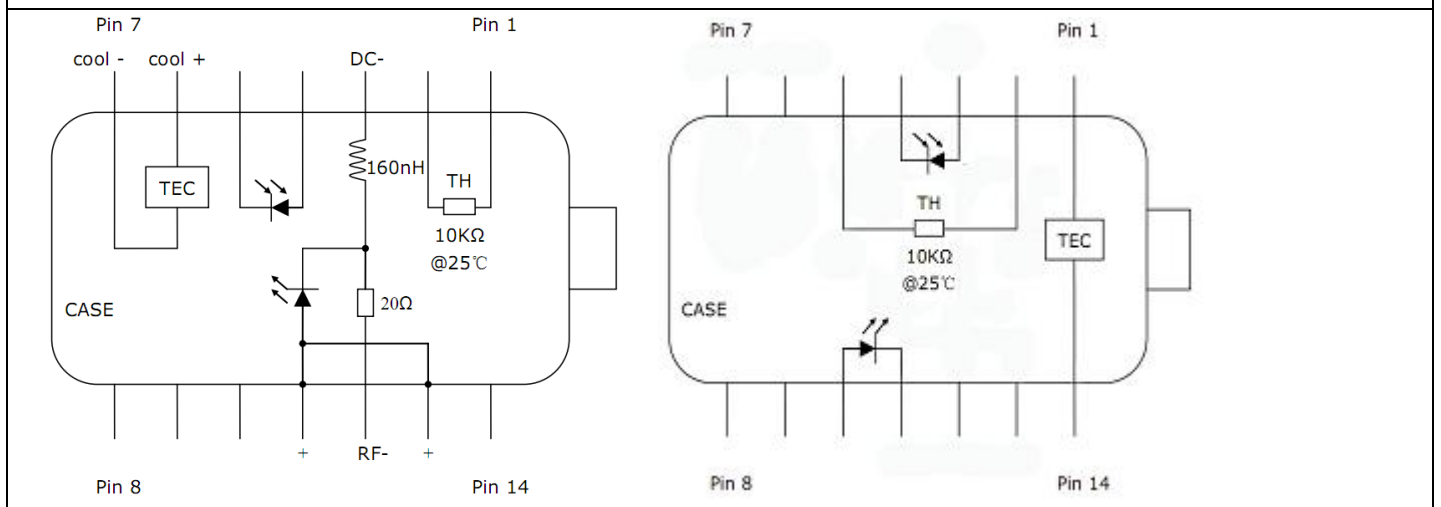 Pin 7 Pin 1
cool - cool + DC-
160nH
TEC
TH
10KΩ
@25℃
CASE
20Ω
+ RF- +
Pin 8 Pin 14
Pin 7 Pin 1
TH
TEC
10KΩ
@25℃
CASE
Pin 8 Pin 14